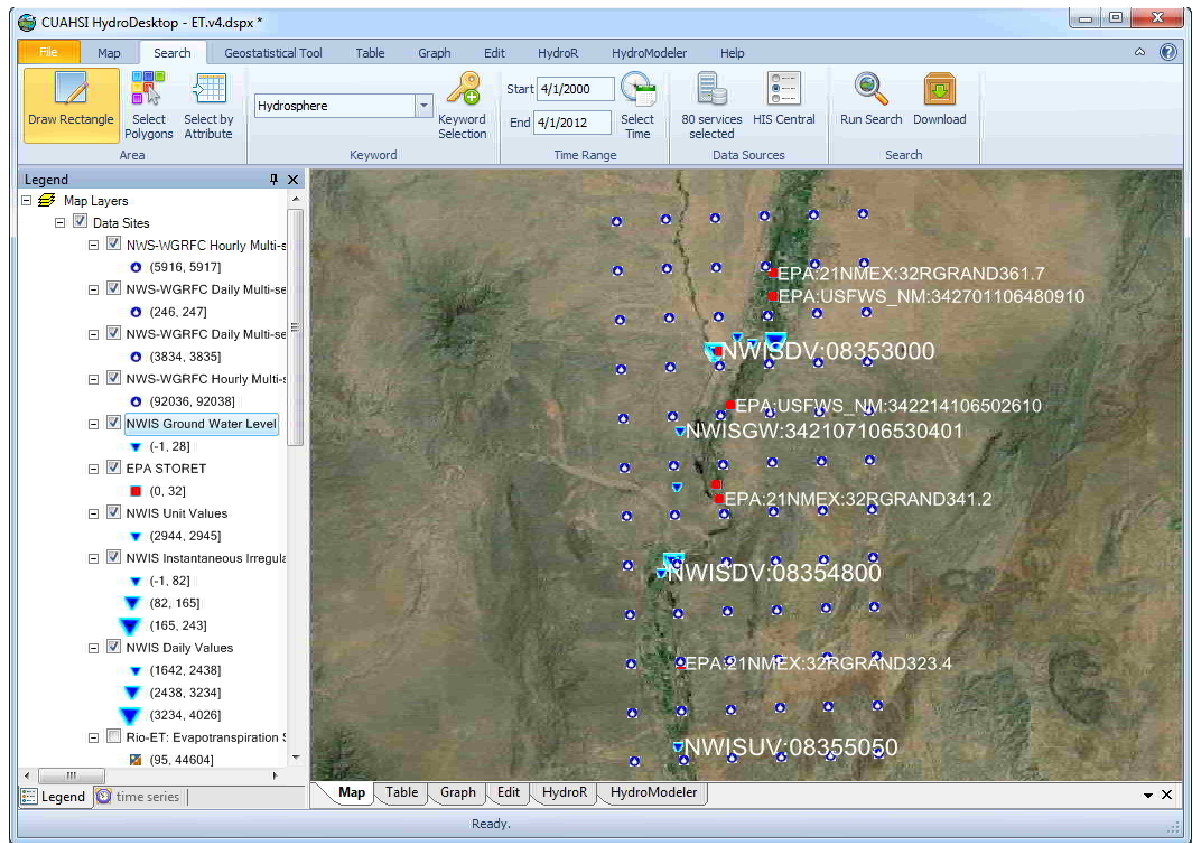 CUAHSI HydroDesktop - ET.v4.dspx *
File Map Search Geostatistical Tool Table Graph Edit HydroR HydroModeler Help
Draw Rectangle
Select Polygons
Select by Attribute
Area
Hydrosphere
Keyword Selection
Keyword
Start 4/1/2000
End 4/1/2012
Select Time
Time Range
80 services selected
HIS Central
Data Sources
Run Search
Download
Search
Legend
Map Layers
Data Sites
NWS-WGRFC Hourly Multi-s
(5916, 5917]
NWS-WGRFC Daily Multi-se
(246, 247]
NWS-WGRFC Daily Multi-se
(3834, 3835]
NWS-WGRFC Hourly Multi-s
(92036, 92038]
NWIS Ground Water Level
(-1, 28]
EPA STORET
(0, 32]
NWIS Unit Values
(2944, 2945]
NWIS Instantaneous Irregula
(-1, 82]
(82, 165]
(165, 243]
NWIS Daily Values
(1642, 2438]
(2438, 3234]
(3234, 4026]
Rio-ET: Evapotranspiration S
(95, 44604]
Legend time series
EPA:21NMEX:32RGRAND361.7
EPA:USFWS_NM:342701106480910
NWISDV:08353000
EPA:USFWS_NM:342214106502610
NWISGW:342107106530401
EPA:21NMEX:32RGRAND341.2
NWISDV:08354800
EPA:21NMEX:32RGRAND323.4
NWISUV:08355050
Map Table Graph Edit HydroR HydroModeler
Ready.